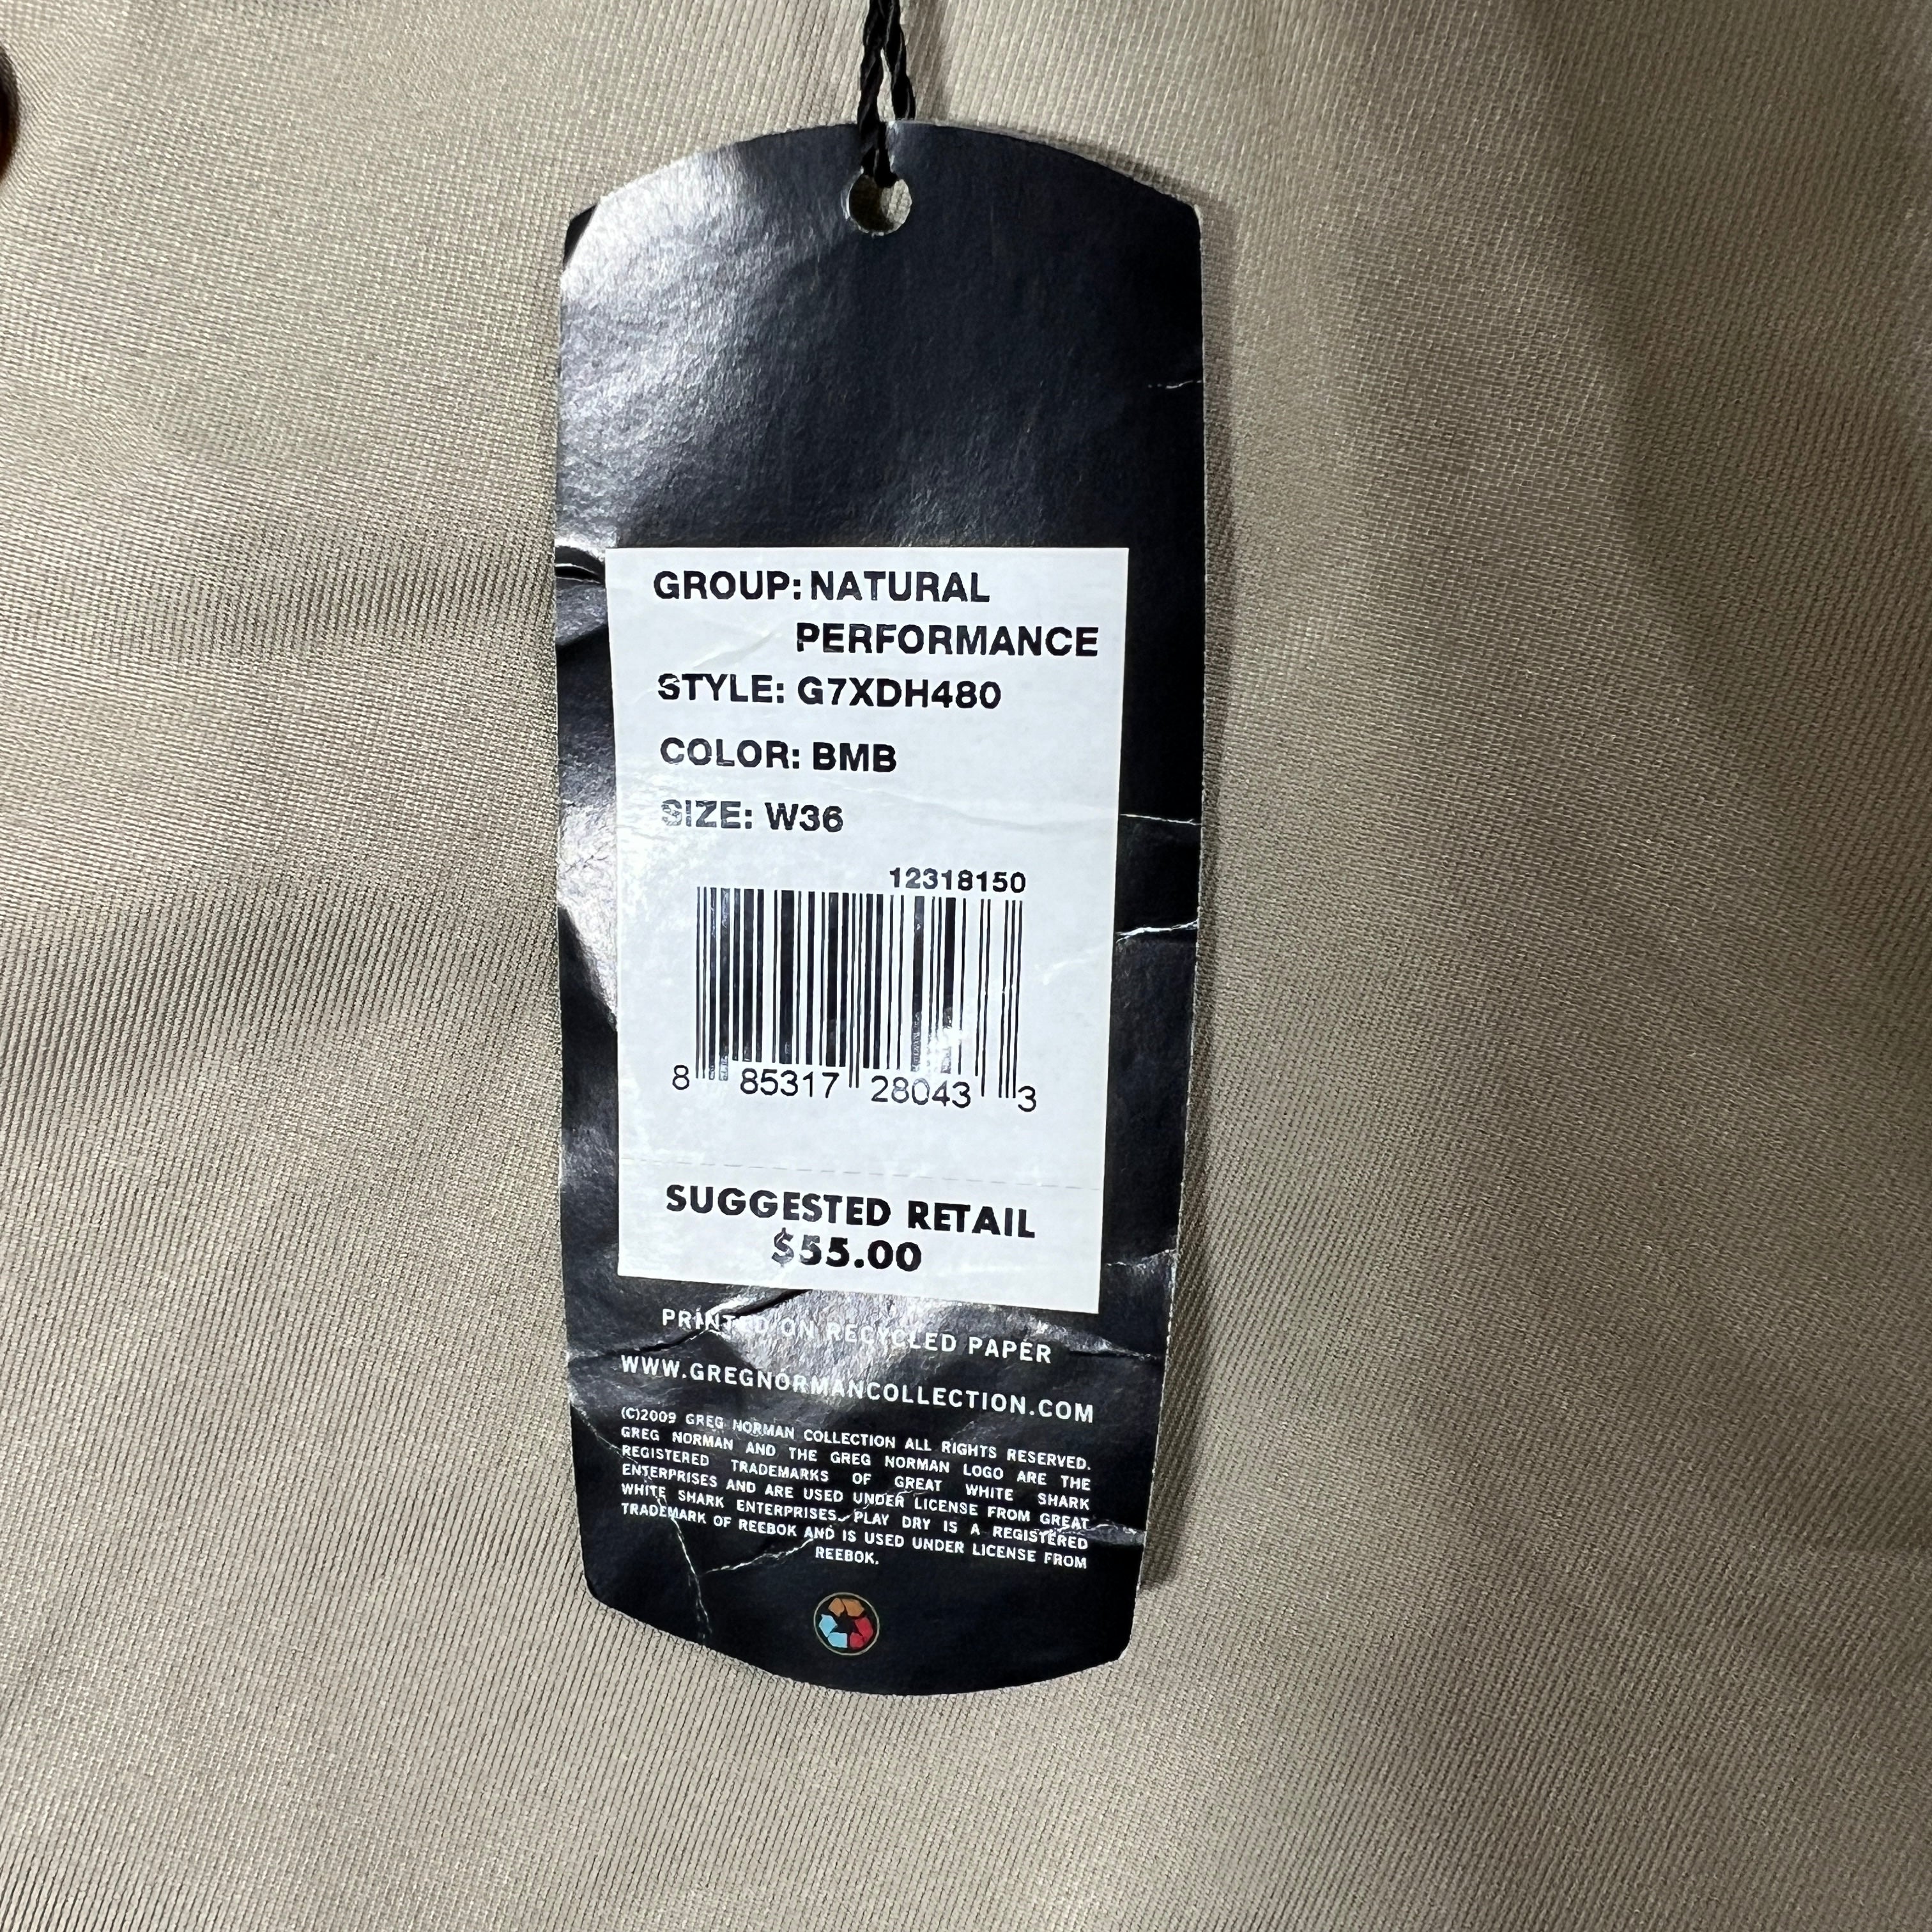 GROUP: NATURAL
PERFORMANCE
STYLE: G7XDH480
COLOR: BMB
SIZE: W36
12318150
8 85317 28043 3
SUGGESTED RETAIL
$55.00
PRINTED ON RECYCLED PAPER
WWW.GREGNORMANCOLLECTION.COM
(C)2009 GREG NORMAN COLLECTION ALL RIGHTS RESERVED.
GREG NORMAN AND THE GREG NORMAN LOGO ARE THE
REGISTERED TRADEMARKS OF GREAT WHITE SHARK
ENTERPRISES AND ARE USED UNDER LICENSE FROM GREAT
WHITE SHARK ENTERPRISES. PLAY DRY IS A REGISTERED
TRADEMARK OF REEBOK AND IS USED UNDER LICENSE FROM
REEBOK.